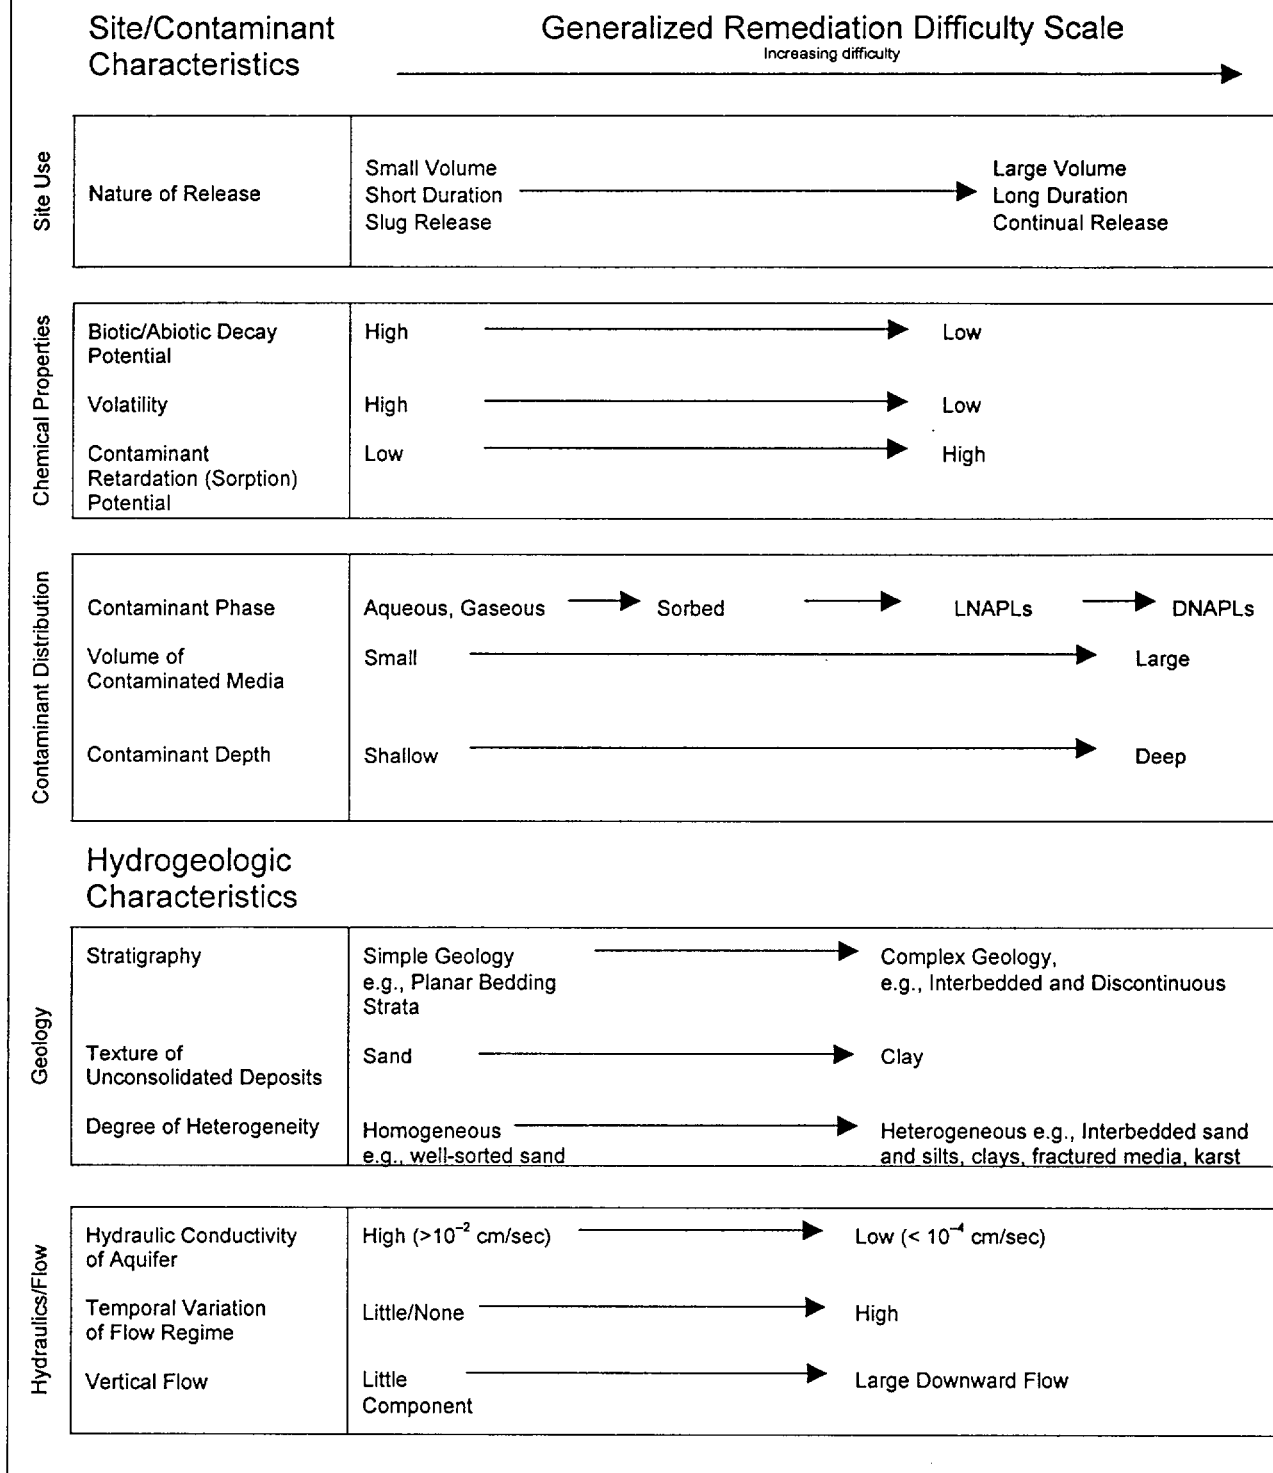 Site/Contaminant
Characteristics
Generalized Remediation Difficulty Scale
Increasing difficulty
Site Use
Nature of Release
Small Volume
Short Duration
Slug Release
Large Volume
Long Duration
Continual Release
Chemical Properties
Biotic/Abiotic Decay
Potential
High
Low
Volatility
High
Low
Contaminant
Retardation (Sorption)
Potential
Low
High
Contaminant Distribution
Contaminant Phase
Aqueous, Gaseous
Sorbed
LNAPLs
DNAPLs
Volume of
Contaminated Media
Small
Large
Contaminant Depth
Shallow
Deep
Hydrogeologic
Characteristics
Geology
Stratigraphy
Simple Geology
e.g., Planar Bedding
Strata
Complex Geology,
e.g., Interbedded and Discontinuous
Texture of
Unconsolidated Deposits
Sand
Clay
Degree of Heterogeneity
Homogeneous
e.g., well-sorted sand
Heterogeneous e.g., Interbedded sand
and silts, clays, fractured media, karst
Hydraulics/Flow
Hydraulic Conductivity
of Aquifer
High (>10⁻² cm/sec)
Low (< 10⁻⁴ cm/sec)
Temporal Variation
of Flow Regime
Little/None
High
Vertical Flow
Little
Component
Large Downward Flow